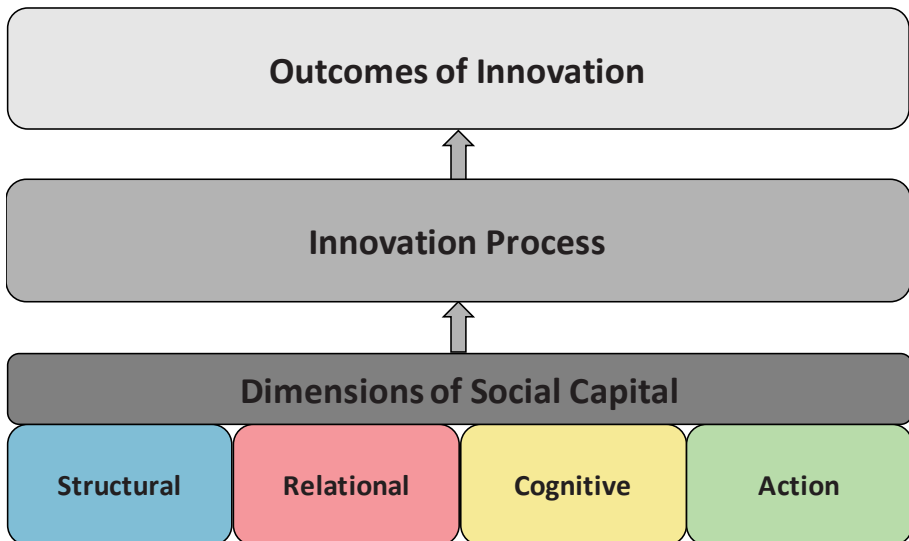 Outcomes of Innovation
Innovation Process
Dimensions of Social Capital
Structural
Relational
Cognitive
Action